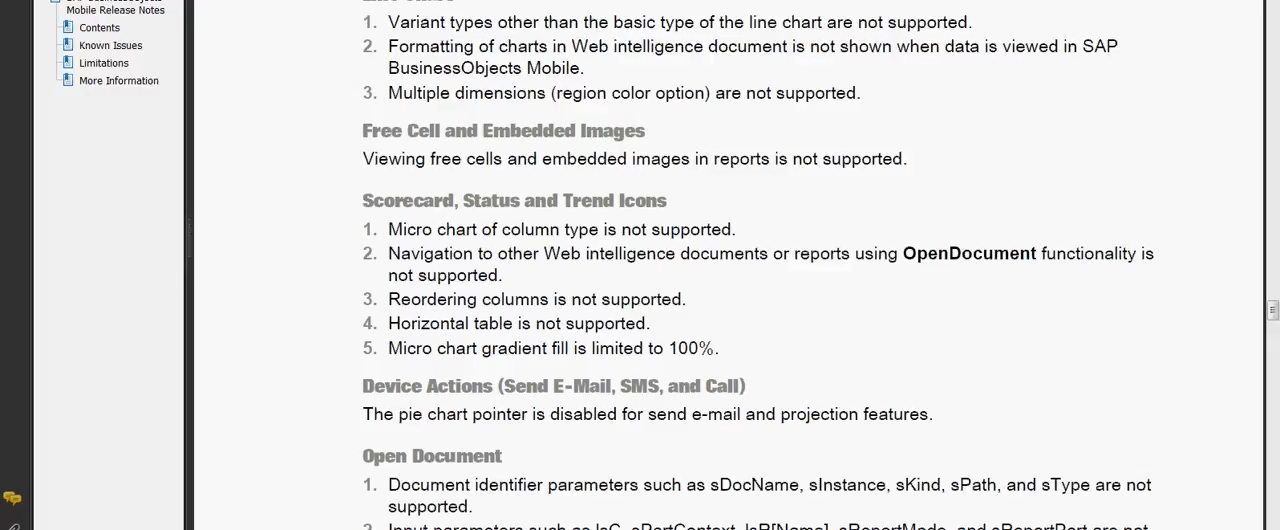 Mobile Release Notes
Contents
Known Issues
Limitations
More Information
1. Variant types other than the basic type of the line chart are not supported.
2. Formatting of charts in Web intelligence document is not shown when data is viewed in SAP
BusinessObjects Mobile.
3. Multiple dimensions (region color option) are not supported.
Free Cell and Embedded Images
Viewing free cells and embedded images in reports is not supported.
Scorecard, Status and Trend Icons
1. Micro chart of column type is not supported.
2. Navigation to other Web intelligence documents or reports using OpenDocument functionality is
not supported.
3. Reordering columns is not supported.
4. Horizontal table is not supported.
5. Micro chart gradient fill is limited to 100%.
Device Actions (Send E-Mail, SMS, and Call)
The pie chart pointer is disabled for send e-mail and projection features.
Open Document
1. Document identifier parameters such as sDocName, sInstance, sKind, sPath, and sType are not
supported.